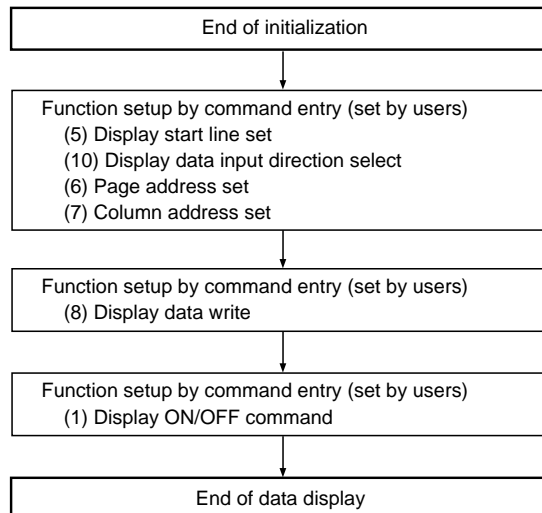 End of initialization
Function setup by command entry (set by users)
(5) Display start line set
(10) Display data input direction select
(6) Page address set
(7) Column address set
Function setup by command entry (set by users)
(8) Display data write
Function setup by command entry (set by users)
(1) Display ON/OFF command
End of data display